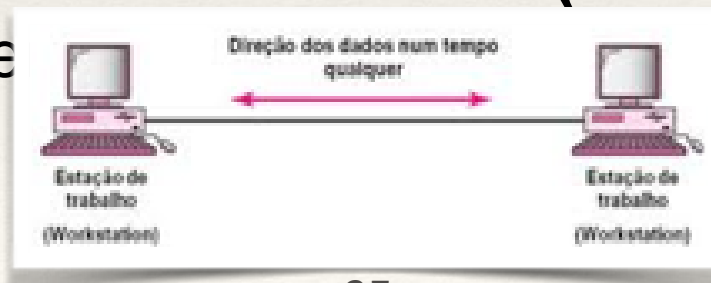 e
Direção dos dados num tempo
qualquer
Estação de
trabalho
(Workstation)
Estação de
trabalho
(Workstation)